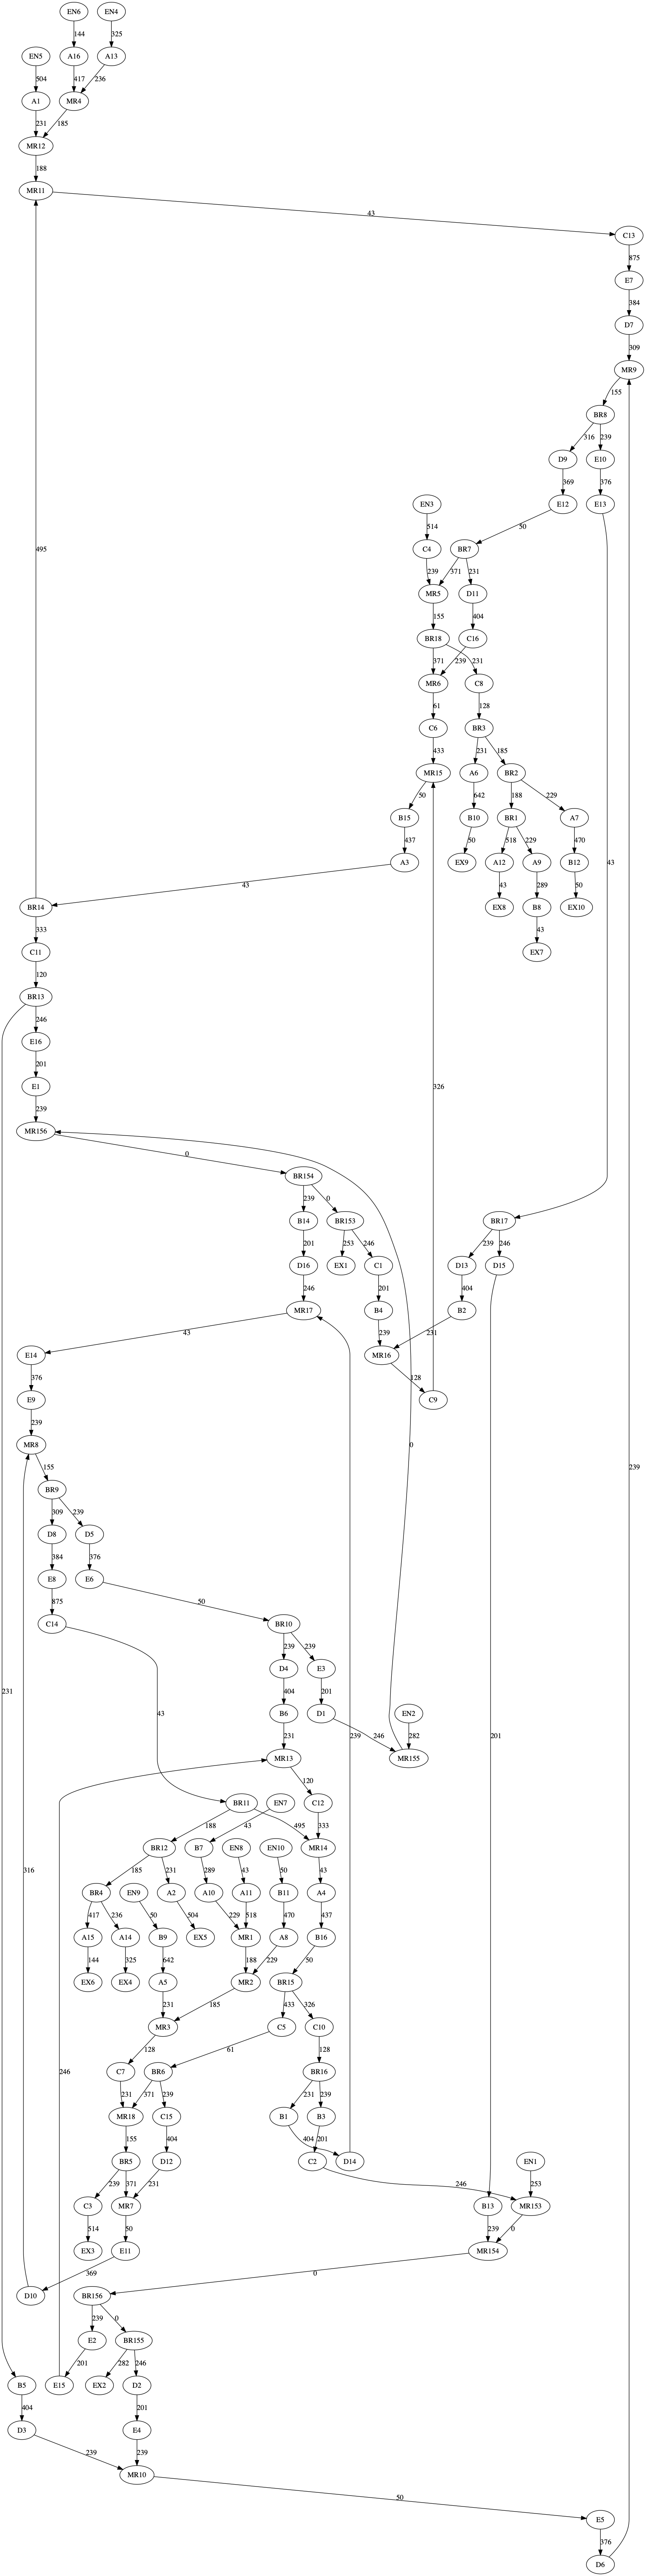 EN6 EN4
144 325
EN5 A16 A13
504 417 236
A1 MR4
231 185
MR12
188
MR11
43
C13
875
E7
384
D7
309
MR9
155
BR8
316 239
D9 E10
369 376
EN3 E12 E13
514 50
C4 BR7
239 371 231
MR5 D11
155 404
BR18 C16
371 239 231
MR6 C8
61 128
C6 BR3
433 231 185
MR15 A6 BR2
50 642 188 229
B15 B10 BR1 A7
437 50 518 229 470
A3 EX9 A12 A9 B12
43 43 289 50
BR14 EX8 B8 EX10
495 333 43 43
C11 EX7
120
BR13
246
E16
201
E1 326
239
MR156
0
BR154
239 0
B14 BR153 BR17
201 253 246 239 246
D16 EX1 C1 D13 D15
246 201 404
MR17 B4 B2
43 239 231
E14 MR16
376 128
E9 C9
239
MR8 0
155 239
BR9
309 239
D8 D5
384 376
E8 E6
875 50
C14 BR10
239 239
D4 E3
404 201
231 B6 D1 EN2
43 231 246 282 239 201
MR13 MR155
120
BR11 EN7 C12
188 43 495 333
BR12 B7 EN8 EN10 MR14
185 231 289 43 50 43
BR4 EN9 A2 A10 A11 B11 A4
417 236 50 504 229 518 470 437
A15 A14 B9 EX5 MR1 A8 B16
144 325 642 188 229 50
EX6 EX4 A5 MR2 BR15
316 231 185 433 326
MR3 C5 C10
128 61 128
C7 BR6 BR16
246 231 371 239 231 239
MR18 C15 B1 B3
155 404 404 201
BR5 D12 C2 D14 EN1
239 371 231 246 253
C3 MR7 B13 MR153
514 50 239 0
EX3 E11 MR154
369 0
D10 BR156
239 0
E2 BR155
201 282 246
B5 E15 EX2 D2
404 201
D3 E4
239 239
MR10
50
E5
376
D6